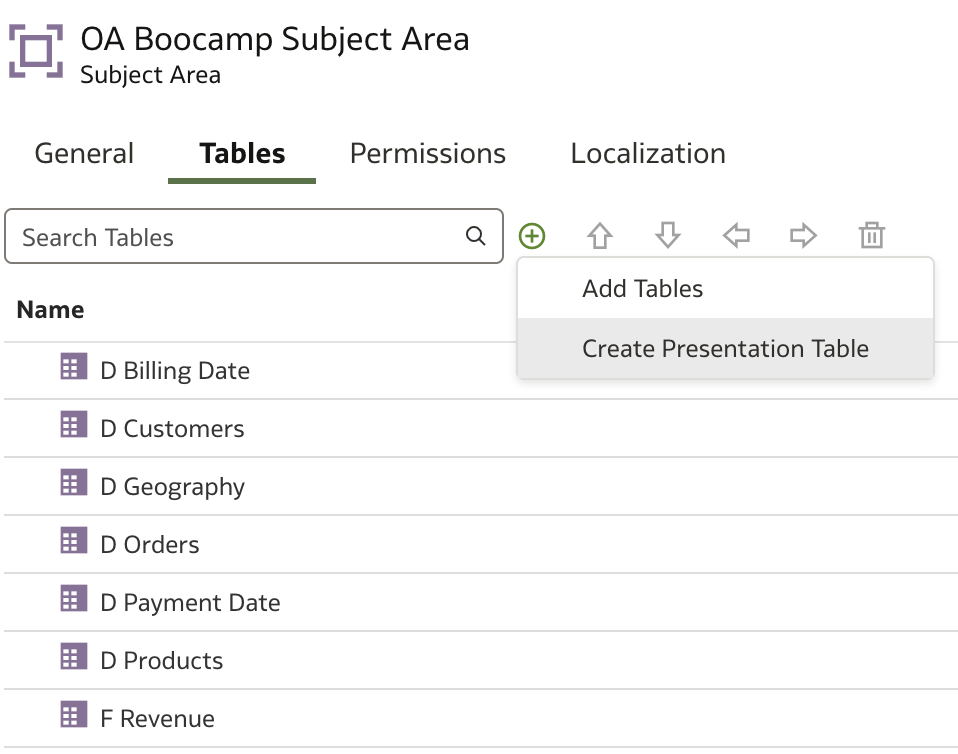 OA Boocamp Subject Area
Subject Area
General Tables Permissions Localization
Search Tables
Add Tables
Create Presentation Table
Name
D Billing Date
D Customers
D Geography
D Orders
D Payment Date
D Products
F Revenue